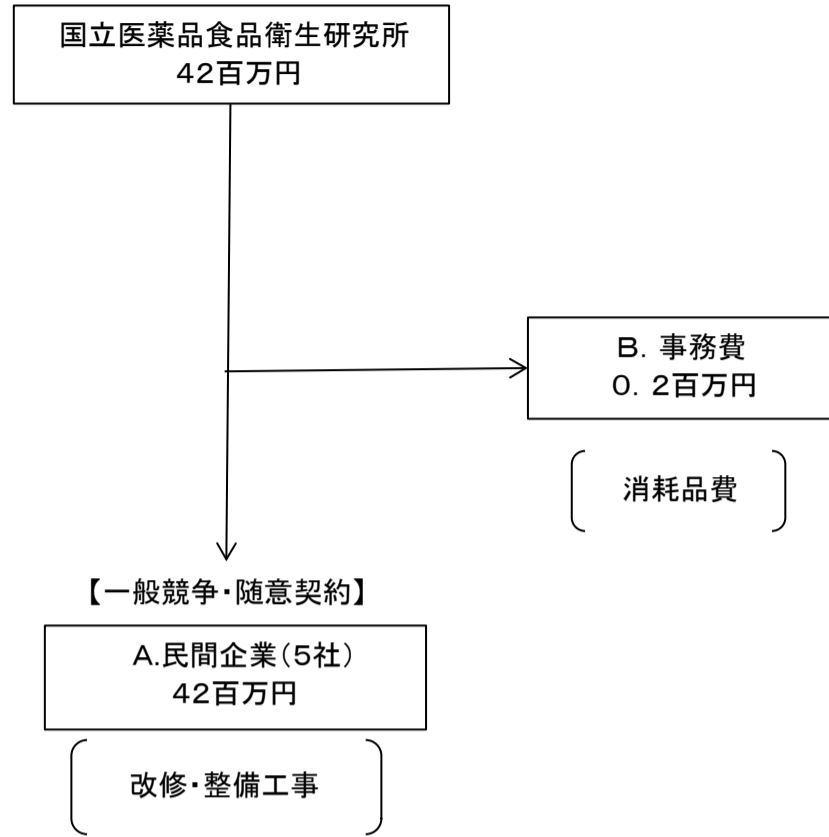 国立医薬品食品衛生研究所
42百万円
B. 事務費
0. 2百万円
消耗品費
【一般競争・随意契約】
A.民間企業(5社)
42百万円
改修・整備工事